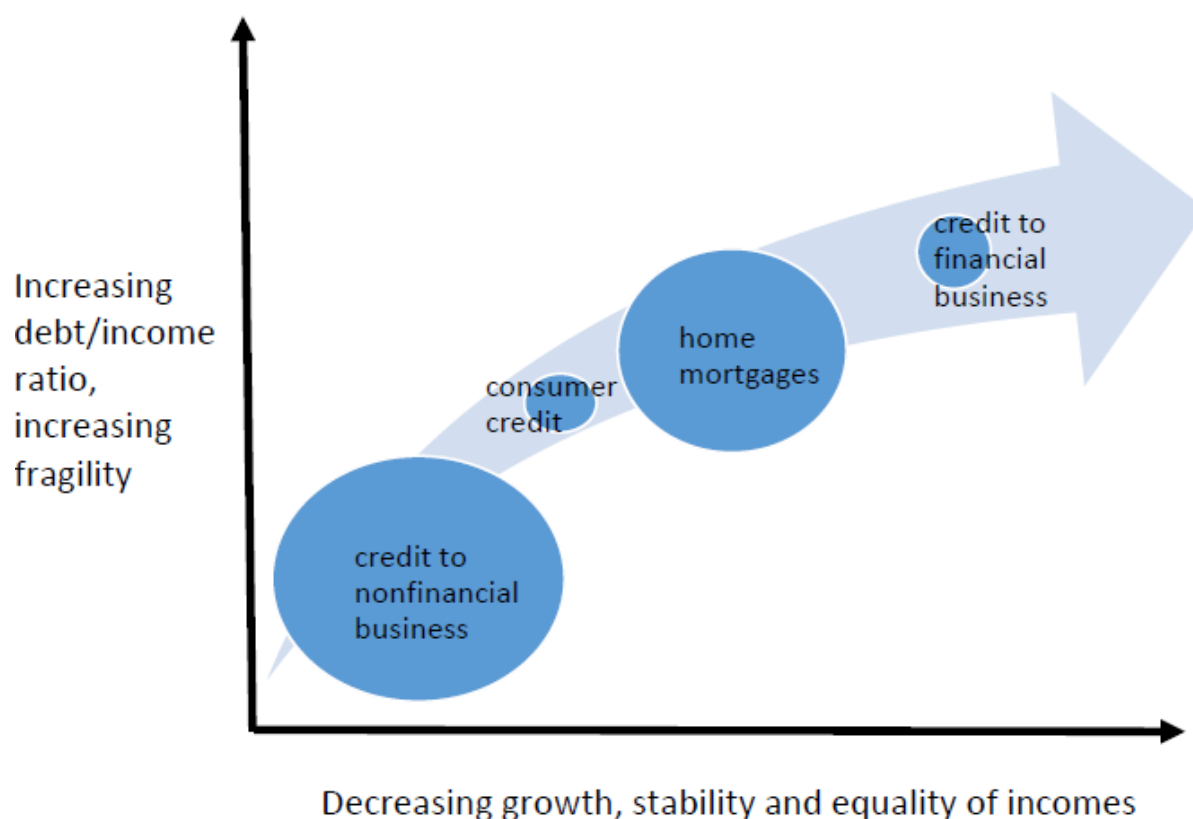 credit to
financial
business
Increasing
debt/income
ratio,
increasing
fragility
home
mortgages
consumer
credit
credit to
nonfinancial
business
Decreasing growth, stability and equality of incomes